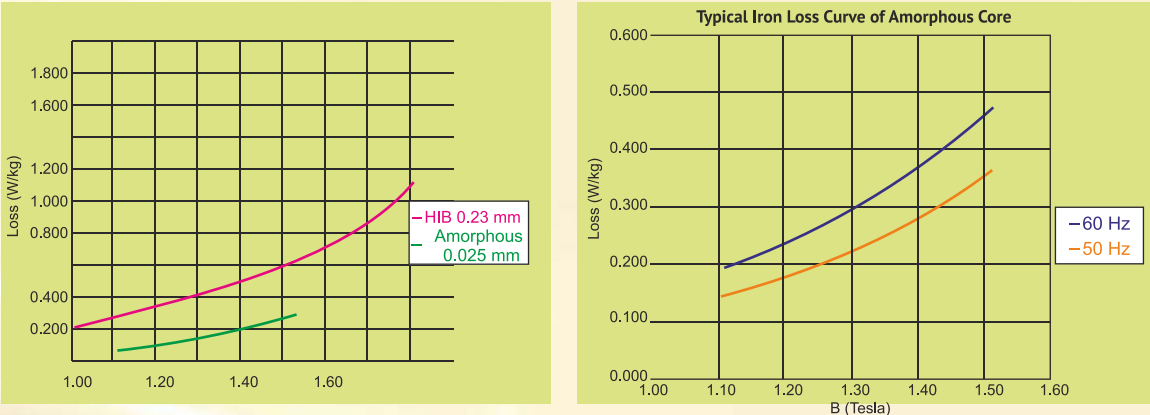 1.800
1.600
1.200
1.000
0.800
0.400
0.200
Loss (W/kg)
1.00 1.20 1.40 1.60
HIB 0.23 mm
Amorphous
0.025 mm
Typical Iron Loss Curve of Amorphous Core
0.600
0.500
0.400
0.300
0.200
0.100
0.000
Loss (W/kg)
1.00 1.10 1.20 1.30 1.40 1.50 1.60
B (Tesla)
60 Hz
50 Hz